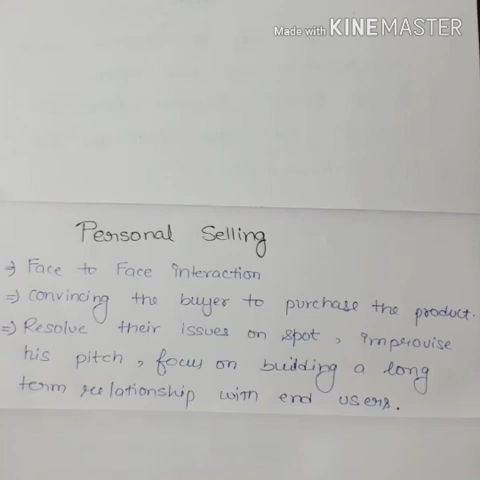 Made with KINEMASTER
Personal Selling
⇒ Face to Face interaction
⇒ convincing the buyer to purchase the product.
⇒ Resolve their issues on spot, improvise
his pitch, focus on building a long
term relationship with end users.